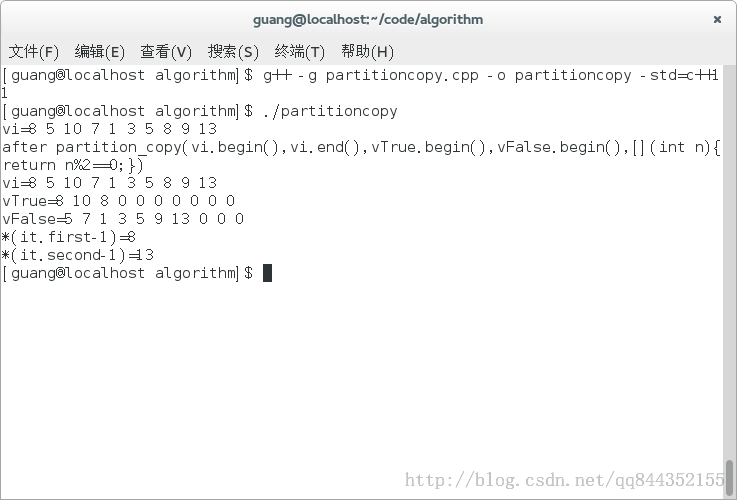 guang@localhost:~/code/algorithm
×
文件(F) 编辑(E) 查看(V) 搜索(S) 终端(T) 帮助(H)
[guang@localhost algorithm]$ g++ -g partitioncopy.cpp -o partitioncopy -std=c++1
1
[guang@localhost algorithm]$ ./partitioncopy
vi=8 5 10 7 1 3 5 8 9 13
after partition_copy(vi.begin(),vi.end(),vTrue.begin(),vFalse.begin(),[](int n){
return n%2==0;})
vi=8 5 10 7 1 3 5 8 9 13
vTrue=8 10 8 0 0 0 0 0 0 0
vFalse=5 7 1 3 5 9 13 0 0 0
*(it.first-1)=8
*(it.second-1)=13
[guang@localhost algorithm]$
http://blog.csdn.net/qq844352155